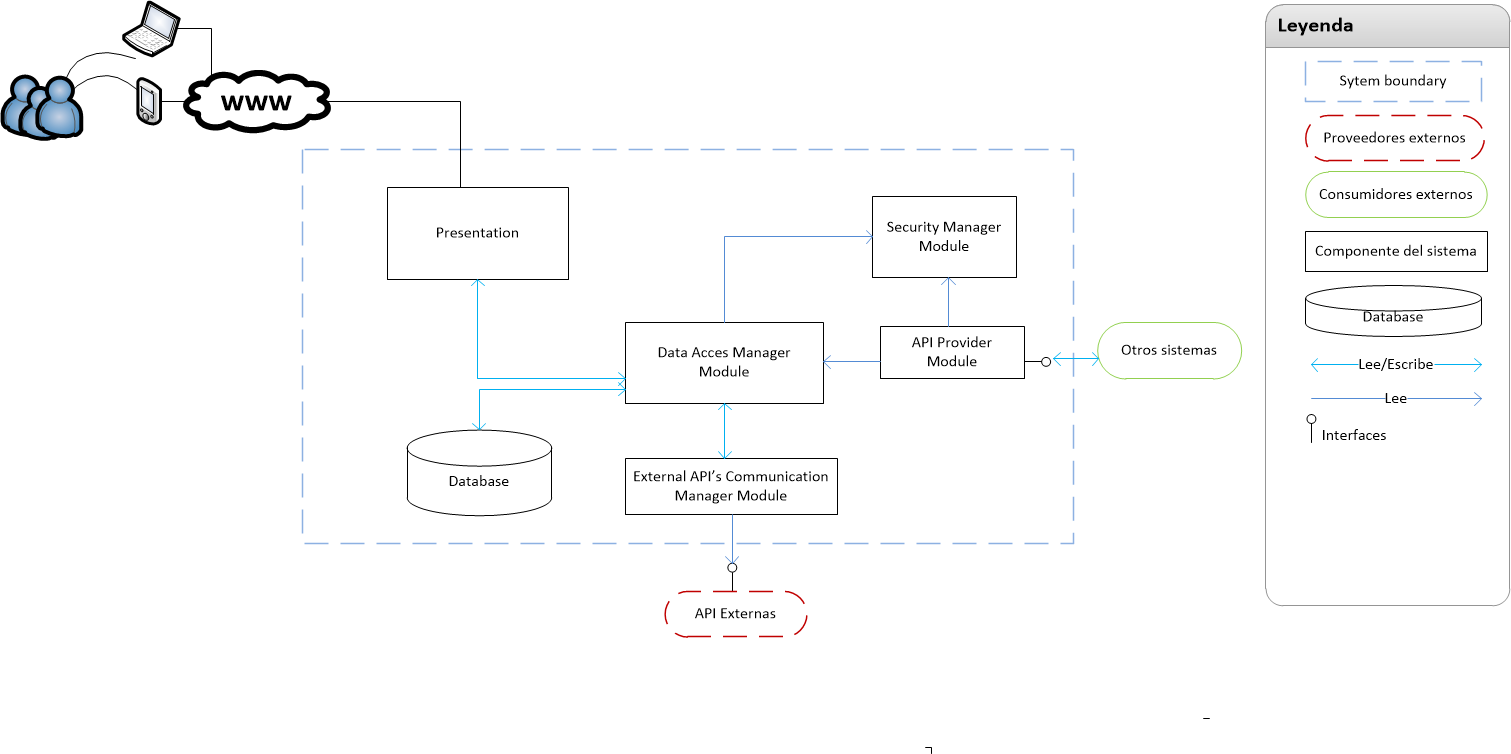 www
Presentation
Security Manager
Module
Data Acces Manager
Module
API Provider
Module
Otros sistemas
Database
External API's Communication
Manager Module
API Externas
Leyenda
Sytem boundary
Proveedores externos
Consumidores externos
Componente del sistema
Database
Lee/Escribe
Lee
Interfaces